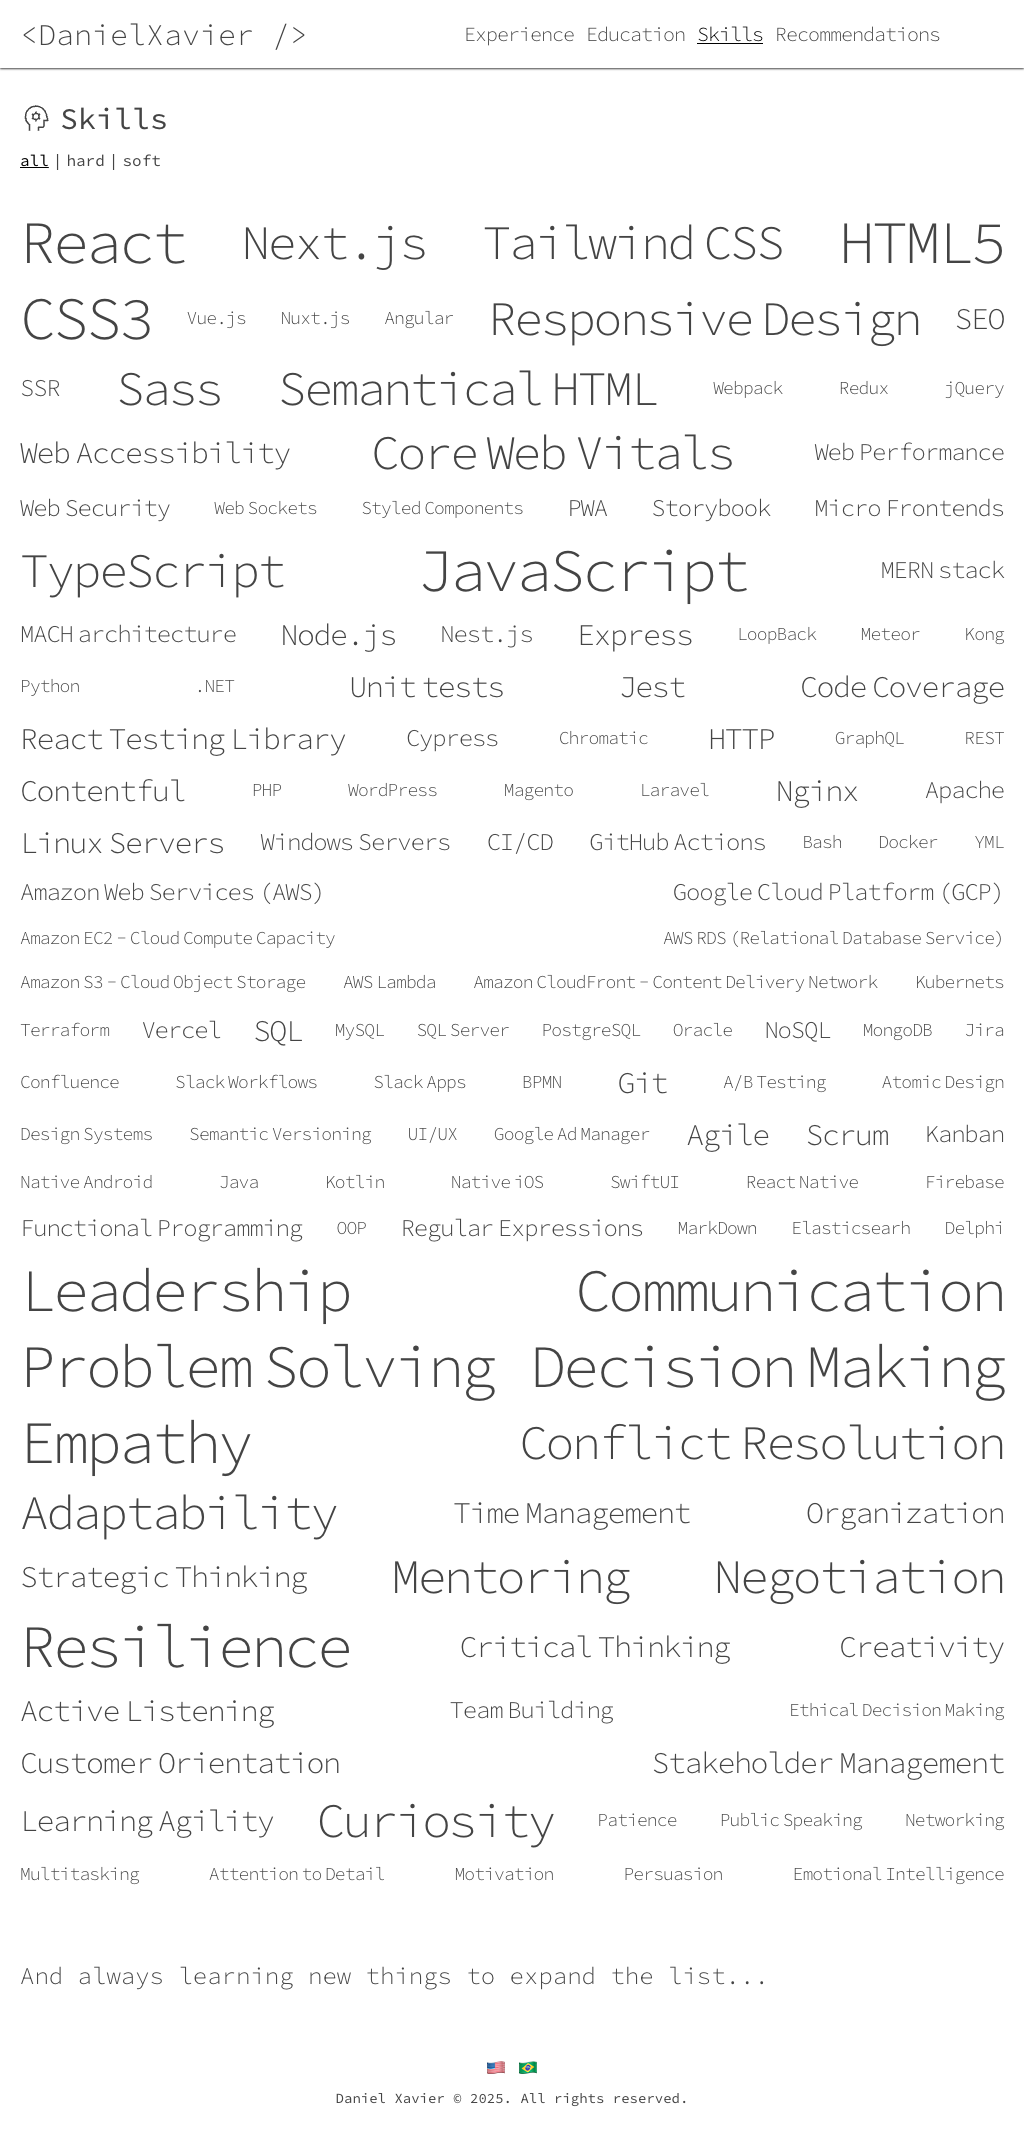 <DanielXavier /> Experience Education Skills Recommendations
Skills
all | hard | soft
React Next.js Tailwind CSS HTML5
CSS3 Vue.js Nuxt.js Angular Responsive Design SEO
SSR Sass Semantical HTML Webpack Redux jQuery
Web Accessibility Core Web Vitals Web Performance
Web Security Web Sockets Styled Components PWA Storybook Micro Frontends
TypeScript JavaScript MERN stack
MACH architecture Node.js Nest.js Express LoopBack Meteor Kong
Python .NET Unit tests Jest Code Coverage
React Testing Library Cypress Chromatic HTTP GraphQL REST
Contentful PHP WordPress Magento Laravel Nginx Apache
Linux Servers Windows Servers CI/CD GitHub Actions Bash Docker YML
Amazon Web Services (AWS) Google Cloud Platform (GCP)
Amazon EC2 - Cloud Compute Capacity AWS RDS (Relational Database Service)
Amazon S3 - Cloud Object Storage AWS Lambda Amazon CloudFront - Content Delivery Network Kubernets
Terraform Vercel SQL MySQL SQL Server PostgreSQL Oracle NoSQL MongoDB Jira
Confluence Slack Workflows Slack Apps BPMN Git A/B Testing Atomic Design
Design Systems Semantic Versioning UI/UX Google Ad Manager Agile Scrum Kanban
Native Android Java Kotlin Native iOS SwiftUI React Native Firebase
Functional Programming OOP Regular Expressions MarkDown Elasticsearh Delphi
Leadership Communication
Problem Solving Decision Making
Empathy Conflict Resolution
Adaptability Time Management Organization
Strategic Thinking Mentoring Negotiation
Resilience Critical Thinking Creativity
Active Listening Team Building Ethical Decision Making
Customer Orientation Stakeholder Management
Learning Agility Curiosity Patience Public Speaking Networking
Multitasking Attention to Detail Motivation Persuasion Emotional Intelligence
And always learning new things to expand the list...
Daniel Xavier © 2025. All rights reserved.